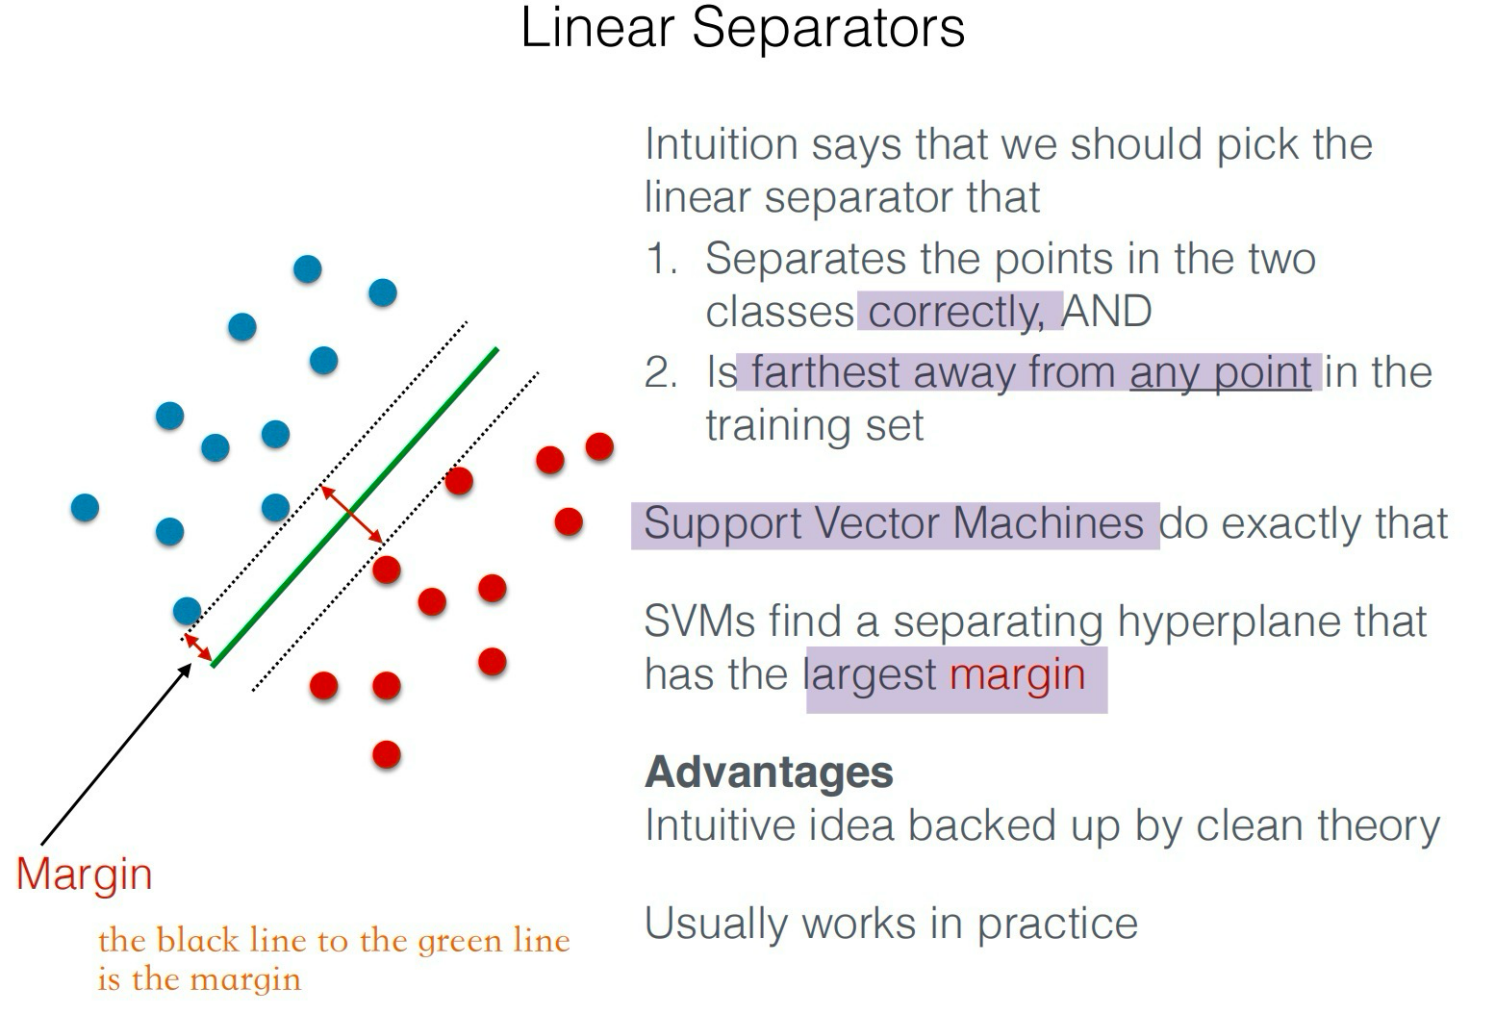 Linear Separators
Intuition says that we should pick the
linear separator that
1. Separates the points in the two
classes correctly, AND
2. Is farthest away from any point in the
training set
Support Vector Machines do exactly that
SVMs find a separating hyperplane that
has the largest margin
Advantages
Intuitive idea backed up by clean theory
Usually works in practice
Margin
the black line to the green line
is the margin